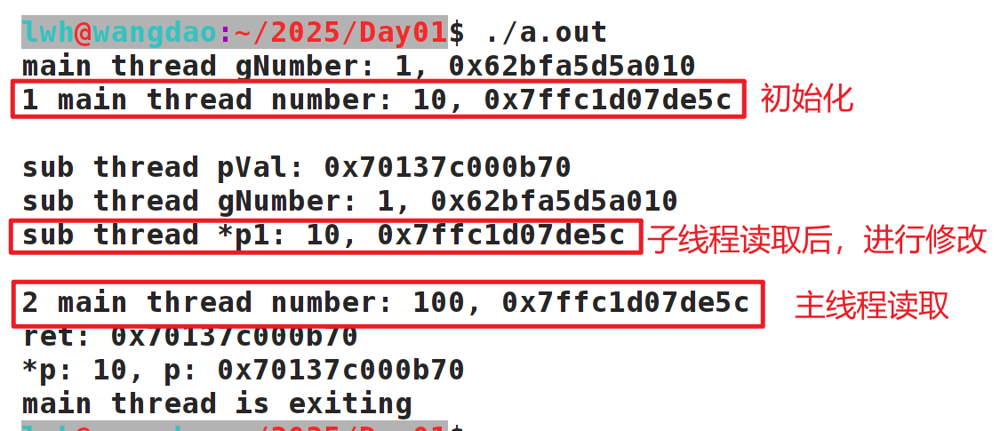 lwh@wangdao:~/2025/Day01$ ./a.out
main thread gNumber: 1, 0x62bfa5d5a010
1 main thread number: 10, 0x7ffc1d07de5c 初始化
sub thread pVal: 0x70137c000b70
sub thread gNumber: 1, 0x62bfa5d5a010
sub thread *p1: 10, 0x7ffc1d07de5c 子线程读取后，进行修改
2 main thread number: 100, 0x7ffc1d07de5c 主线程读取
ret: 0x70137c000b70
*p: 10, p: 0x70137c000b70
main thread is exiting